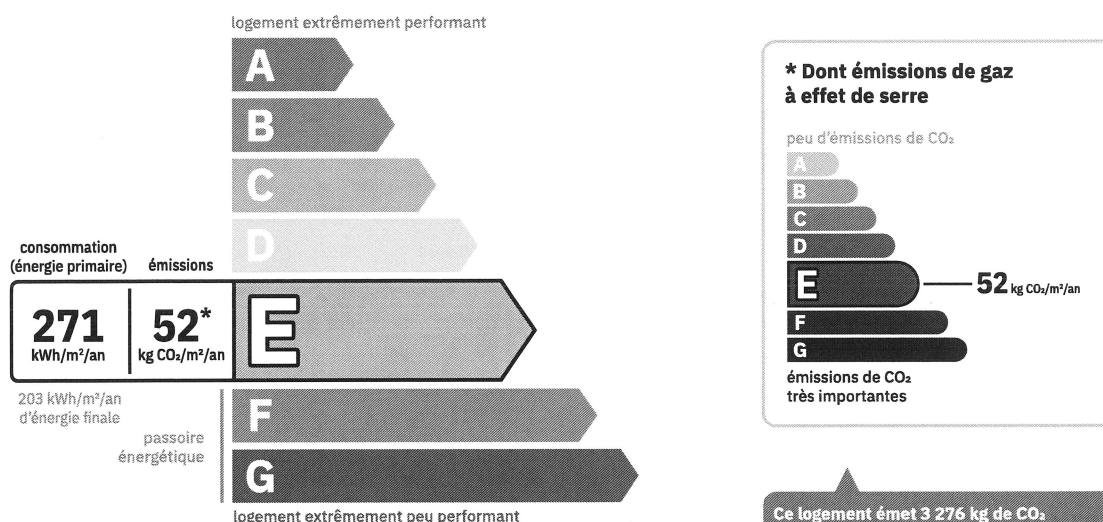 logement extrêmement performant
A
B
C
D
consommation
(énergie primaire)
émissions
271
kWh/m²/an
52*
kg CO₂/m²/an
E
203 kWh/m²/an
d'énergie finale
F
passoire
énergétique
G
logement extrêmement peu performant
* Dont émissions de gaz
à effet de serre
peu d'émissions de CO₂
A
B
C
D
E
52 kg CO₂/m²/an
F
G
émissions de CO₂
très importantes
Ce logement émet 3 276 kg de CO₂